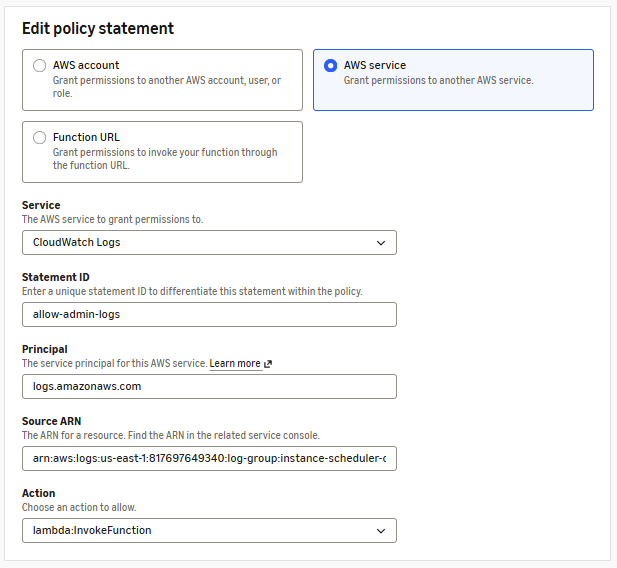 Edit policy statement
AWS account
Grant permissions to another AWS account, user, or
role.
AWS service
Grant permissions to another AWS service.
Function URL
Grant permissions to invoke your function through
the function URL.
Service
The AWS service to grant permissions to.
CloudWatch Logs
Statement ID
Enter a unique statement ID to differentiate this statement within the policy.
allow-admin-logs
Principal
The service principal for this AWS service. Learn more
logs.amazonaws.com
Source ARN
The ARN for a resource. Find the ARN in the related service console.
arn:aws:logs:us-east-1:817697649340:log-group:instance-scheduler-
Action
Choose an action to allow.
lambda:InvokeFunction